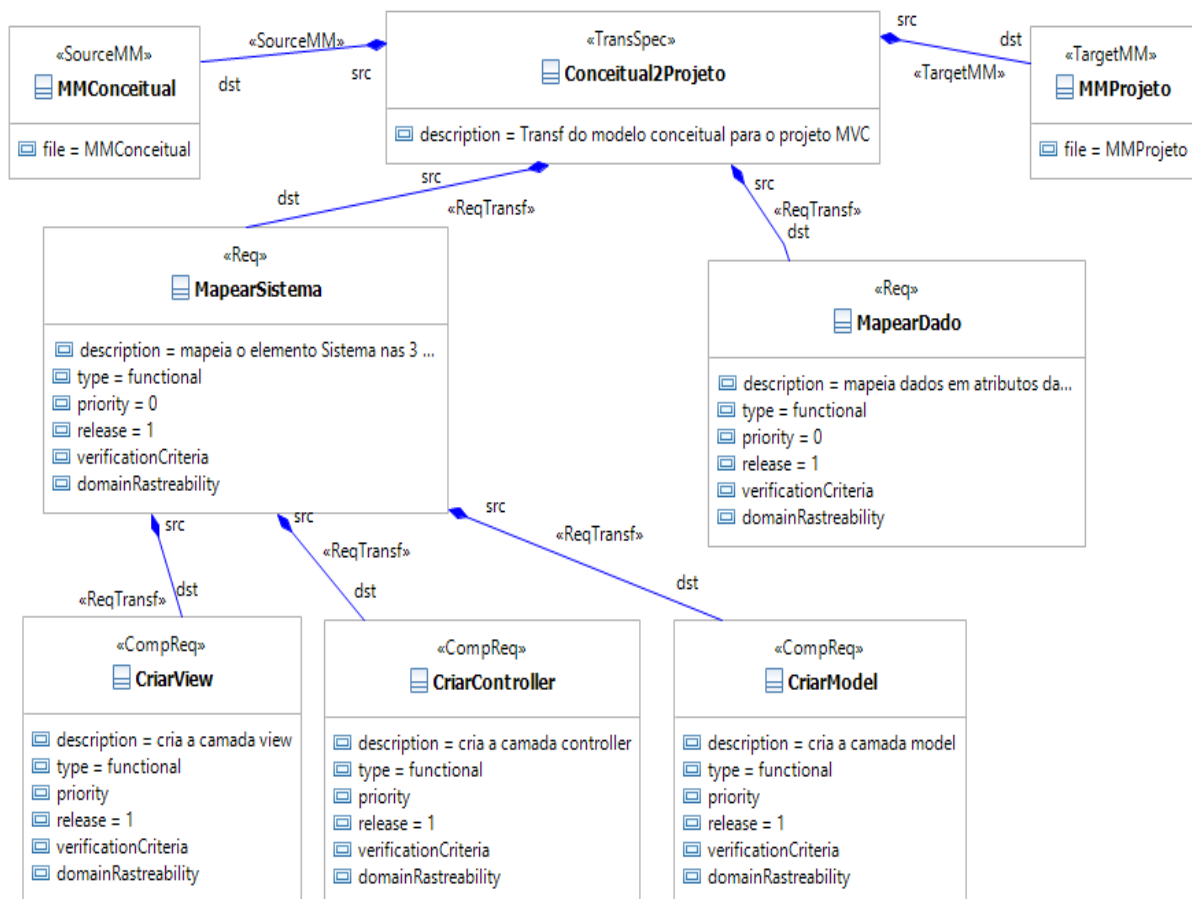 «SourceMM»
MMConceitual
file = MMConceitual
«SourceMM»
src
dst
«TransSpec»
Conceitual2Projeto
description = Transf do modelo conceitual para o projeto MVC
src
dst
«TarqetMM»
«TargetMM»
MMProjeto
file = MMProjeto
src
dst
«ReqTransf»
src
«ReqTransf»
dst
«Req»
MapearSistema
description = mapeia o elemento Sistema nas 3 ...
type = functional
priority = 0
release = 1
verificationCriteria
domainRastreability
«Req»
MapearDado
description = mapeia dados em atributos da...
type = functional
priority = 0
release = 1
verificationCriteria
domainRastreability
src
«ReqTransf»
dst
src
«ReqTransf»
dst
src
«ReqTransf»
dst
«CompReq»
CriarView
description = cria a camada view
type = functional
priority
release = 1
verificationCriteria
domainRastreability
«CompReq»
CriarController
description = cria a camada controller
type = functional
priority
release = 1
verificationCriteria
domainRastreability
«CompReq»
CriarModel
description = cria a camada model
type = functional
priority
release = 1
verificationCriteria
domainRastreability